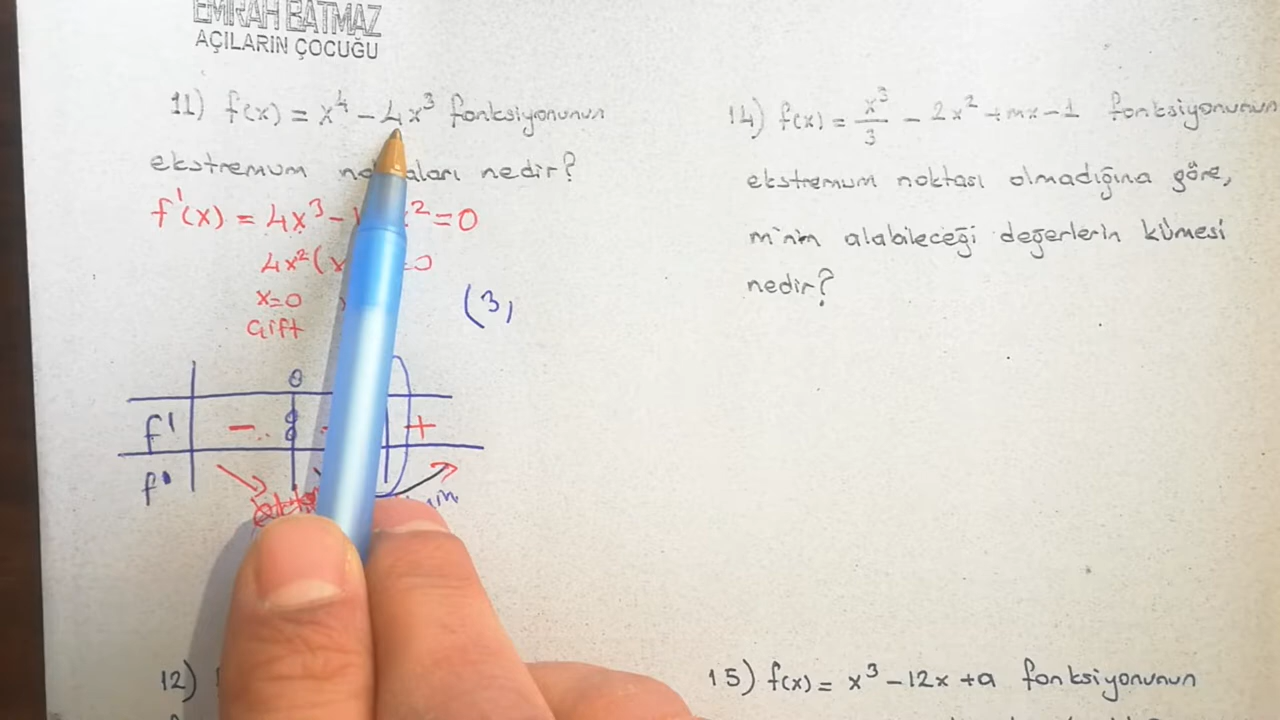 EMRAH BATMAZ
AÇILARIN ÇOCUĞU
11) f(x) = x⁴ - 4x³ fonksiyonunun
ekstremum nedir?
f'(x) = 4x³ - x² = 0
4x²(x = 0
x=0
Çift
(3,
0
f' - +
f
14) f(x) = x³/3 - 2x² + mx - 1 fonksiyonunun
ekstremum noktası olmadığına göre,
m'nin alabileceği değerlerin kümesi
nedir?
12)
15) f(x) = x³ - 12x + a fonksiyonunun